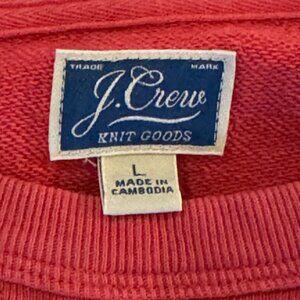 TRADE MARK
J.Crew
KNIT GOODS
L
MADE IN
CAMBODIA